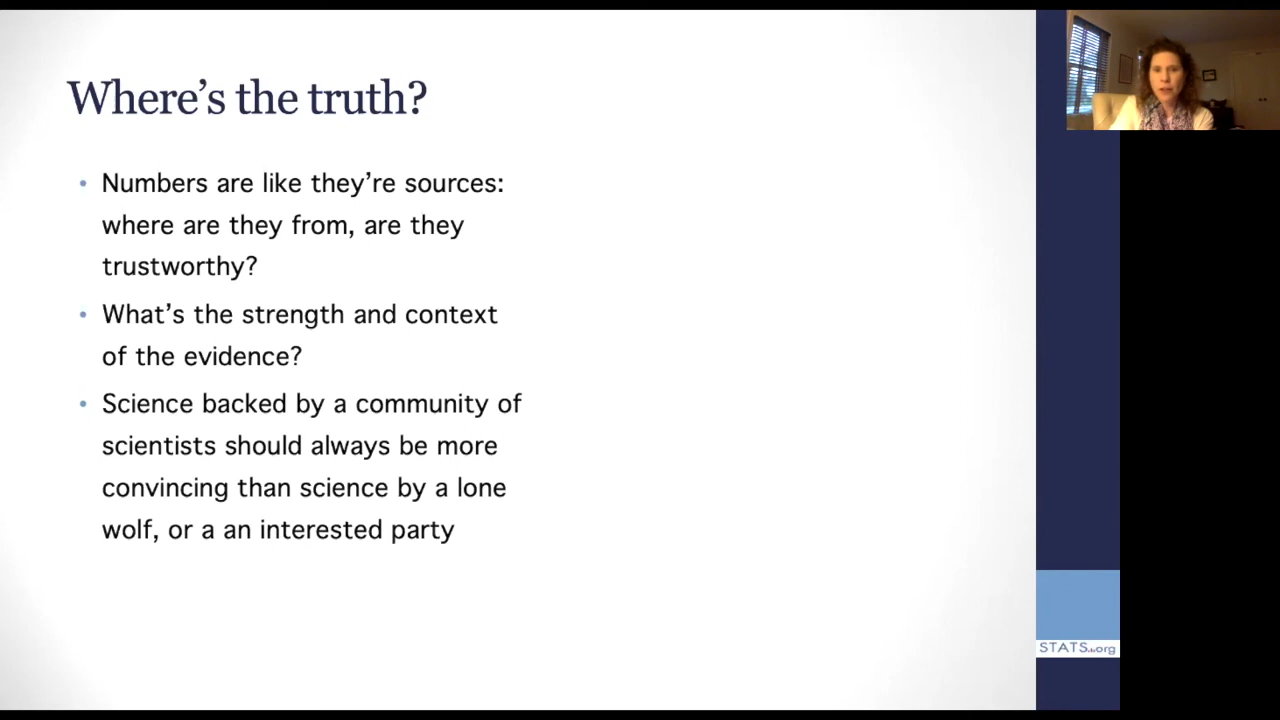 Where's the truth?
• Numbers are like they're sources:
where are they from, are they
trustworthy?
• What's the strength and context
of the evidence?
• Science backed by a community of
scientists should always be more
convincing than science by a lone
wolf, or a an interested party
STATS.org